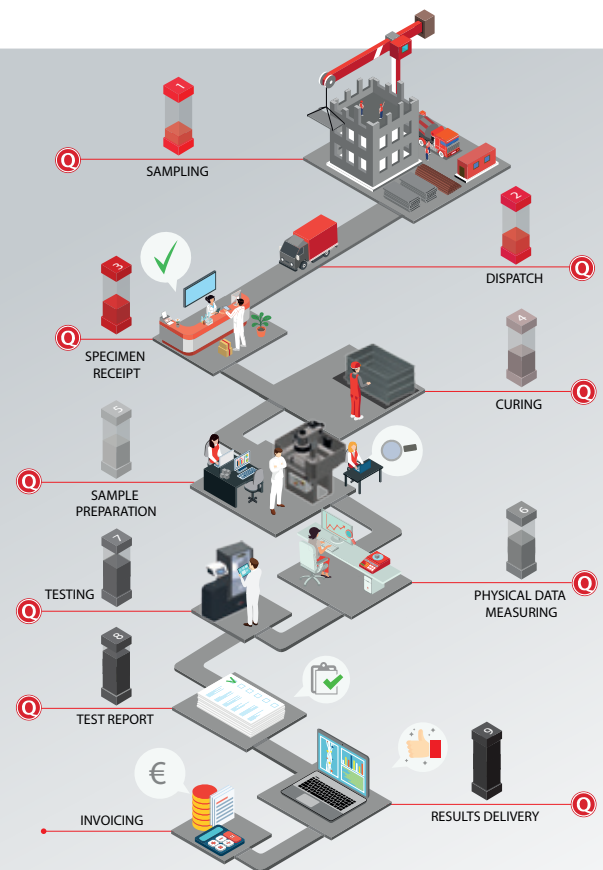 1
Q
SAMPLING
2
Q
DISPATCH
3
Q
SPECIMEN
RECEIPT
4
Q
CURING
5
Q
SAMPLE
PREPARATION
6
Q
PHYSICAL DATA
MEASURING
7
TESTING
Q
8
Q
TEST REPORT
9
Q
RESULTS DELIVERY
€
INVOICING